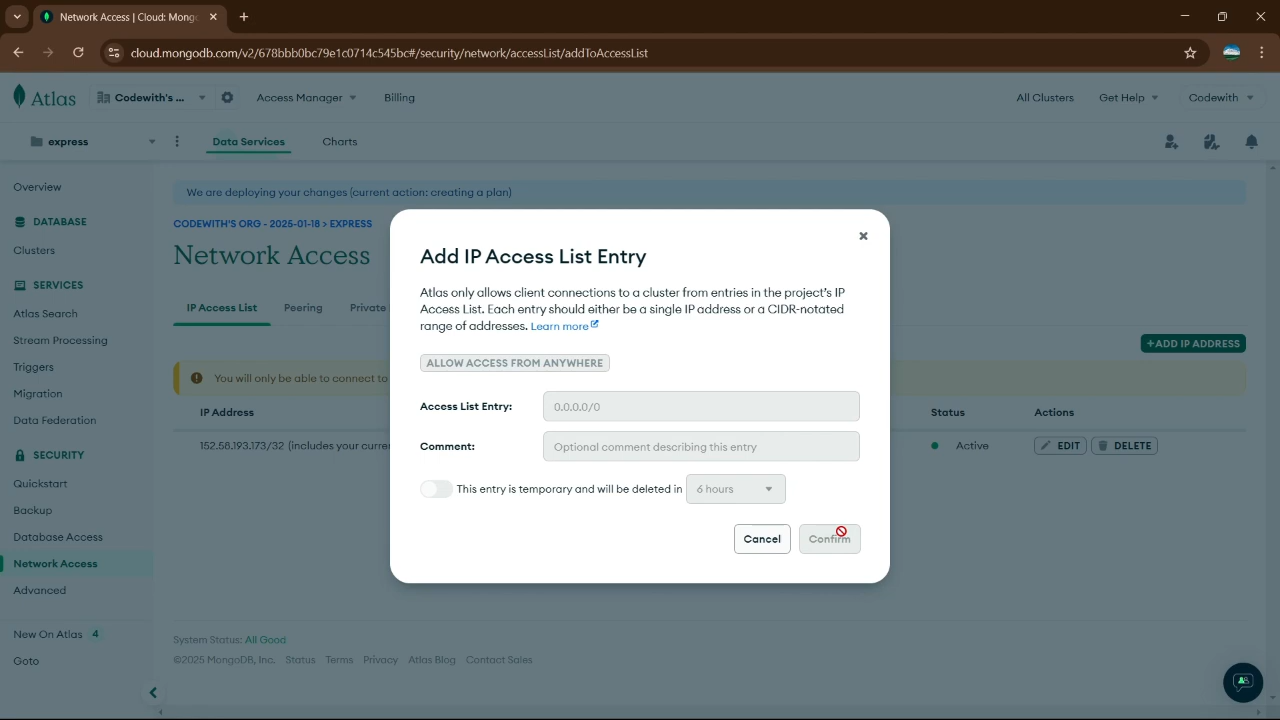 Network Access | Cloud: Mongo
cloud.mongodb.com/v2/678bbb0bc79e1c0714c545bc#/security/network/accessList/addToAccessList
Atlas
Codewith's ...
Access Manager
Billing
All Clusters
Get Help
Codewith
express
Data Services
Charts
Overview
DATABASE
Clusters
SERVICES
Atlas Search
Stream Processing
Triggers
Migration
Data Federation
SECURITY
Quickstart
Backup
Database Access
Network Access
Advanced
New On Atlas 4
Goto
We are deploying your changes (current action: creating a plan)
CODEWITH'S ORG - 2025-01-18 > EXPRESS
Network Access
IP Access List
Peering
Private
+ADD IP ADDRESS
You will only be able to connect to
IP Address
Status
Actions
152.58.193.173/32 (includes your curre
Active
EDIT
DELETE
Add IP Access List Entry
Atlas only allows client connections to a cluster from entries in the project's IP
Access List. Each entry should either be a single IP address or a CIDR-notated
range of addresses. Learn more
ALLOW ACCESS FROM ANYWHERE
Access List Entry:
0.0.0.0/0
Comment:
Optional comment describing this entry
This entry is temporary and will be deleted in
6 hours
Cancel
Confirm
System Status: All Good
©2025 MongoDB, Inc. Status Terms Privacy Atlas Blog Contact Sales